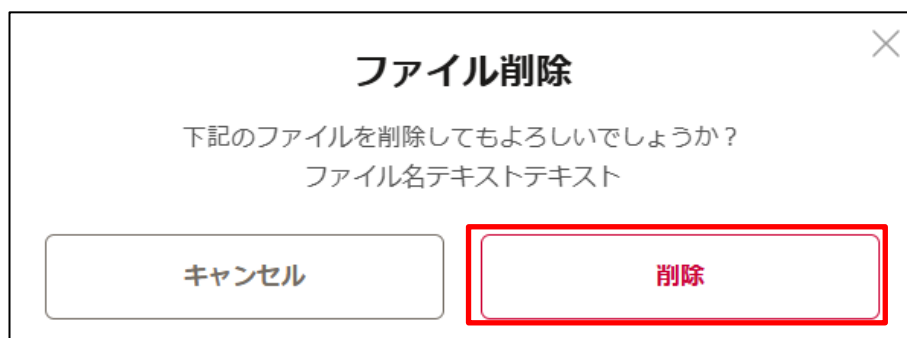 ファイル削除
下記のファイルを削除してもよろしいでしょうか？
ファイル名テキストテキスト
キャンセル
削除